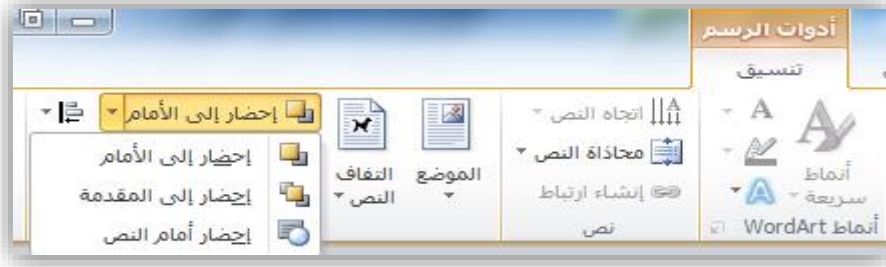 أدوات الرسم
تنسيق
أنماط سريعة
أنماط WordArt
اتجاه النص
محاذاة النص
إنشاء ارتباط
نص
الموضع
التفاف النص
إحضار إلى الأمام
إحضار إلى الأمام
إحضار إلى المقدمة
إحضار أمام النص